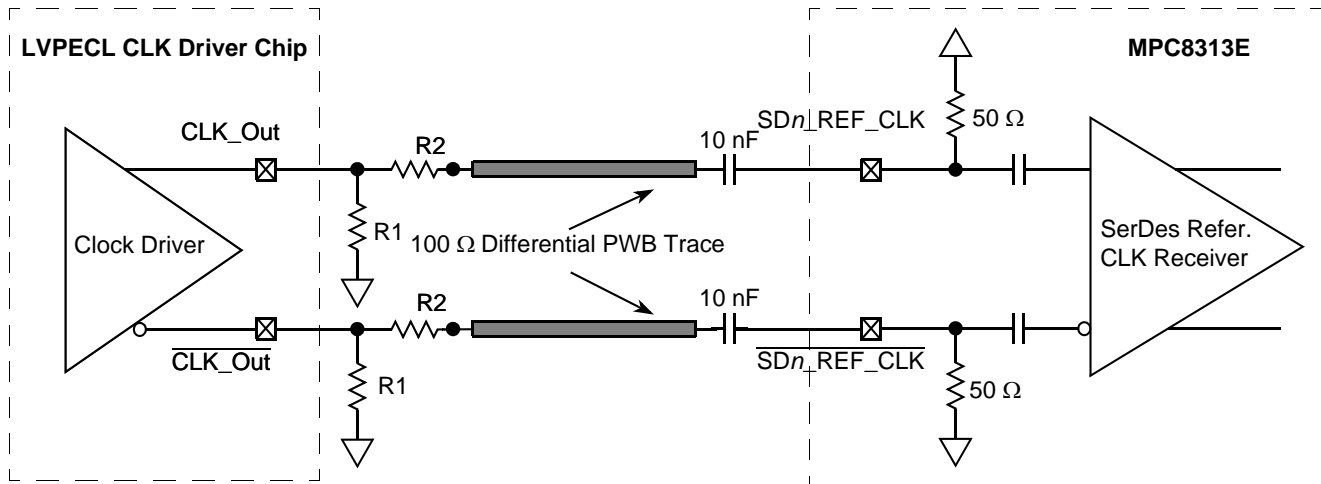 LVPECL CLK Driver Chip
MPC8313E
CLK_Out
R2
10 nF
SDn_REF_CLK
50 Ω
Clock Driver
R1
100 Ω Differential PWB Trace
SerDes Refer.
CLK Receiver
R2
10 nF
CLK_Out
SDn_REF_CLK
R1
50 Ω